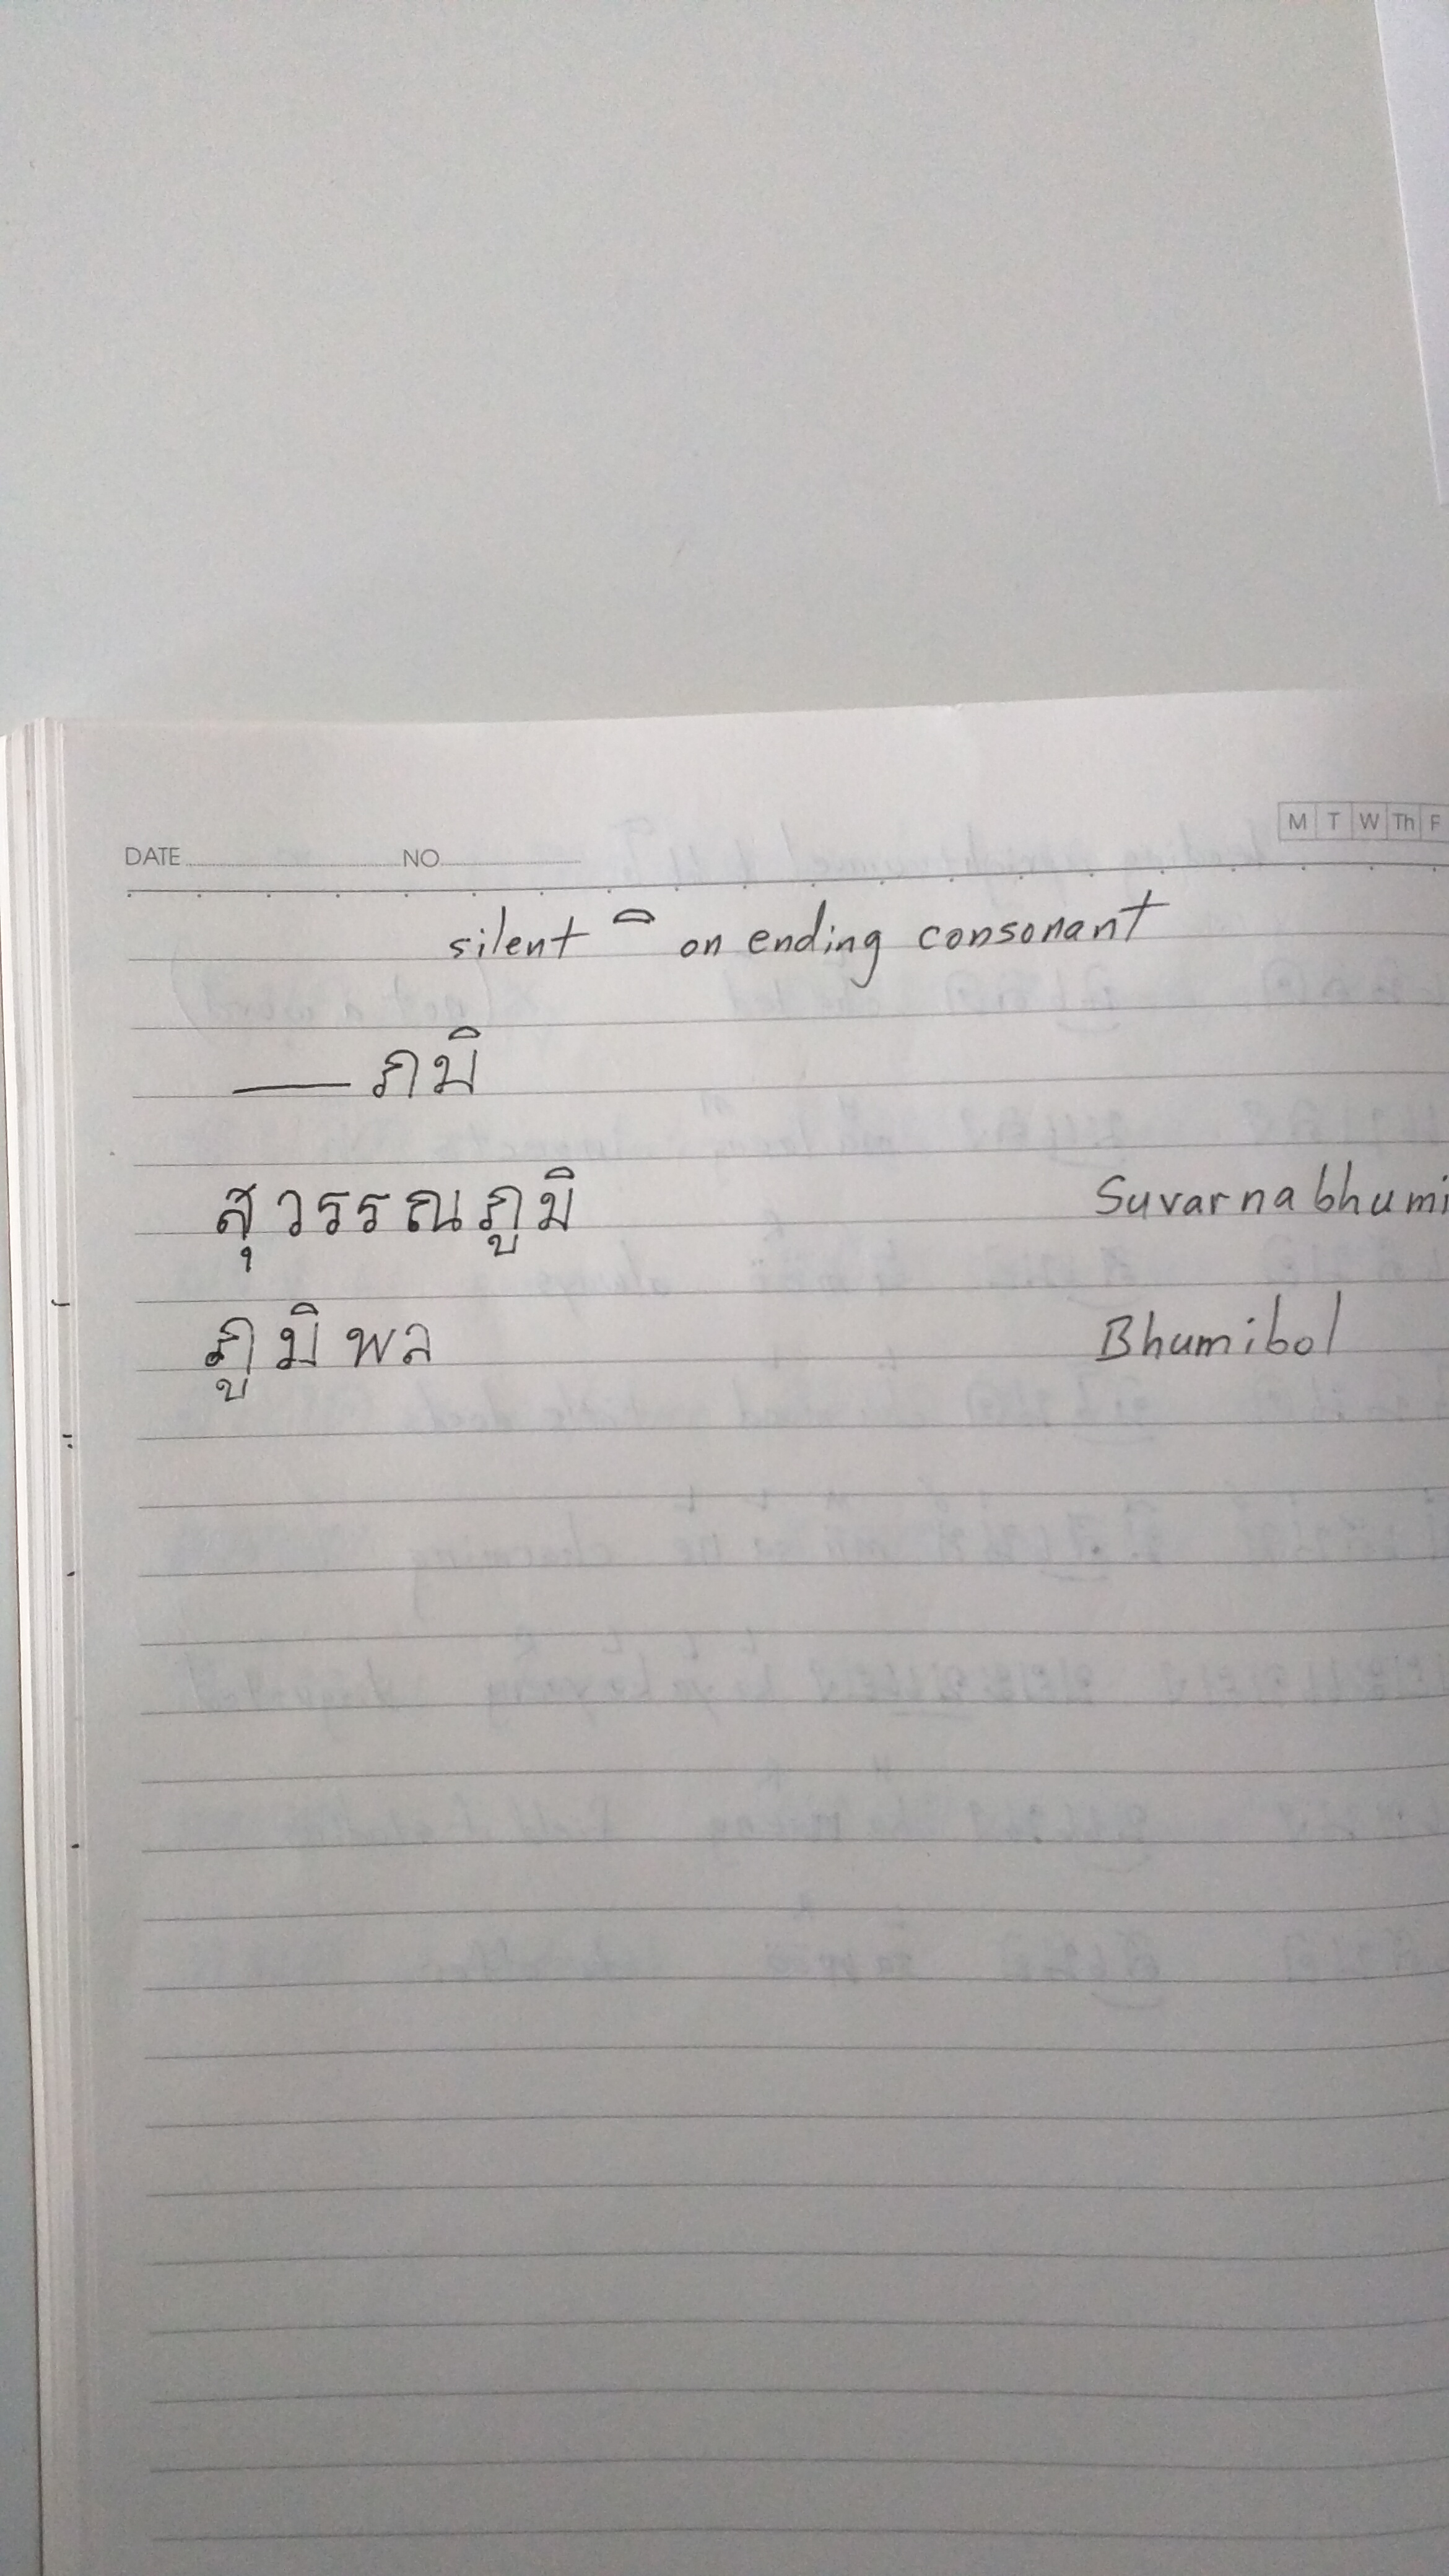 DATE NO M T W Th F
silent ◌ิ on ending consonant
— ภมิ
สุวรรณภูมิ Suvarnabhumi
ภูมิพล Bhumibol